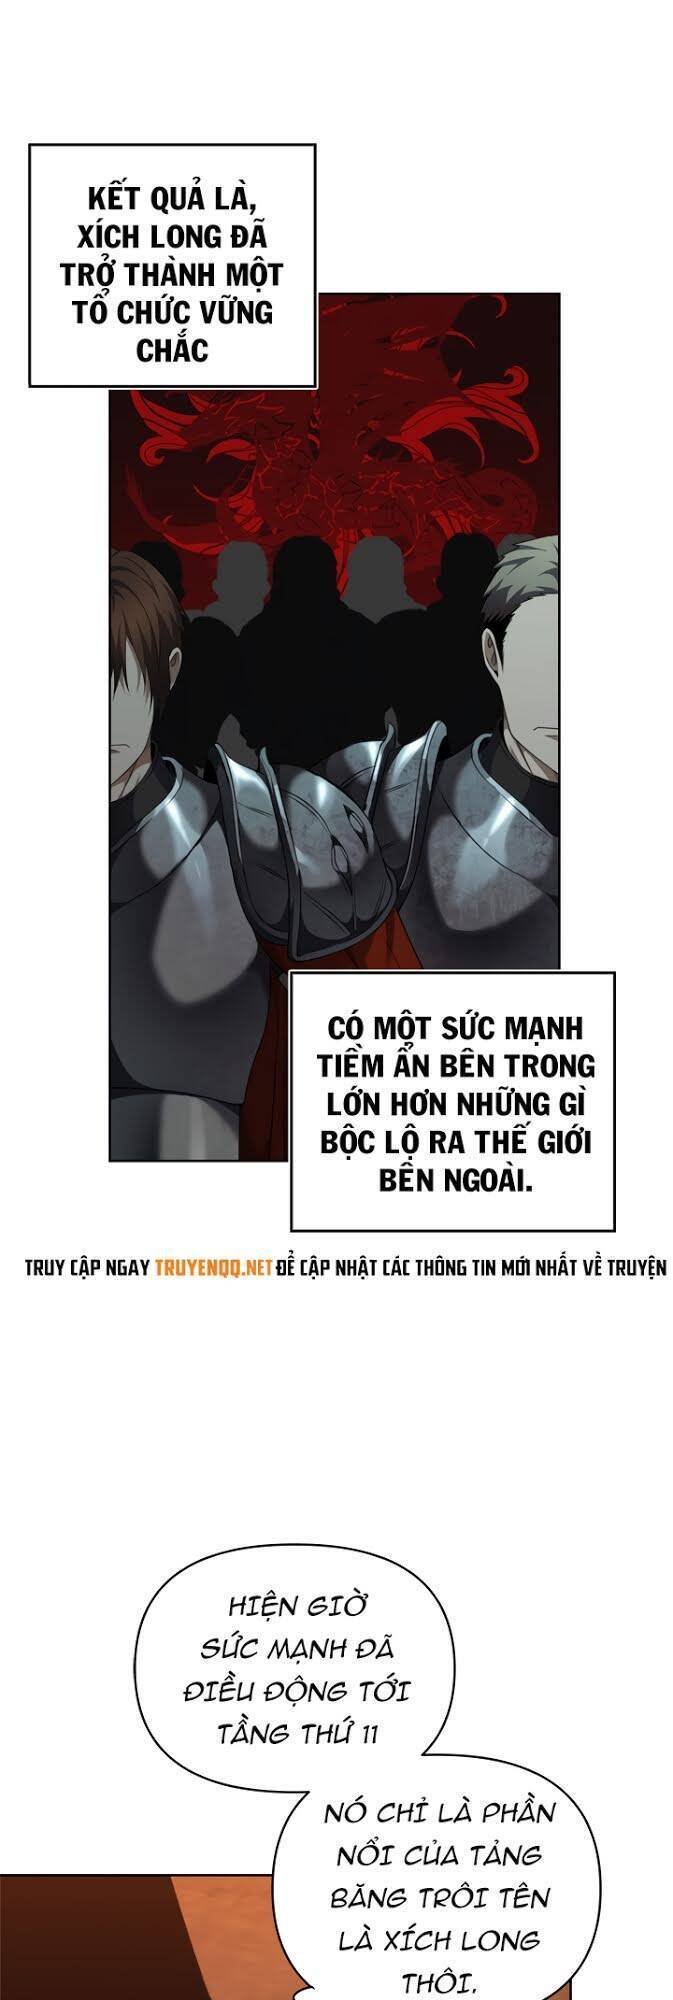 KẾT QUẢ LÀ,
XÍCH LONG ĐÃ
TRỞ THÀNH MỘT
TỔ CHỨC VỮNG
CHẮC
CÓ MỘT SỨC MẠNH
TIỀM ẨN BÊN TRONG
LỚN HƠN NHỮNG GÌ
BỘC LỘ RA THẾ GIỚI
BÊN NGOÀI.
TRUY CẬP NGAY TRUYENQQ.NET ĐỂ CẬP NHẬT CÁC THÔNG TIN MỚI NHẤT VỀ TRUYỆN
HIỆN GIỜ
SỨC MẠNH ĐÃ
ĐIỀU ĐỘNG TỚI
TẦNG THỨ 11
NÓ CHỈ LÀ PHẦN
NỔI CỦA TẢNG
BĂNG TRÔI TÊN
LÀ XÍCH LONG
THÔI.